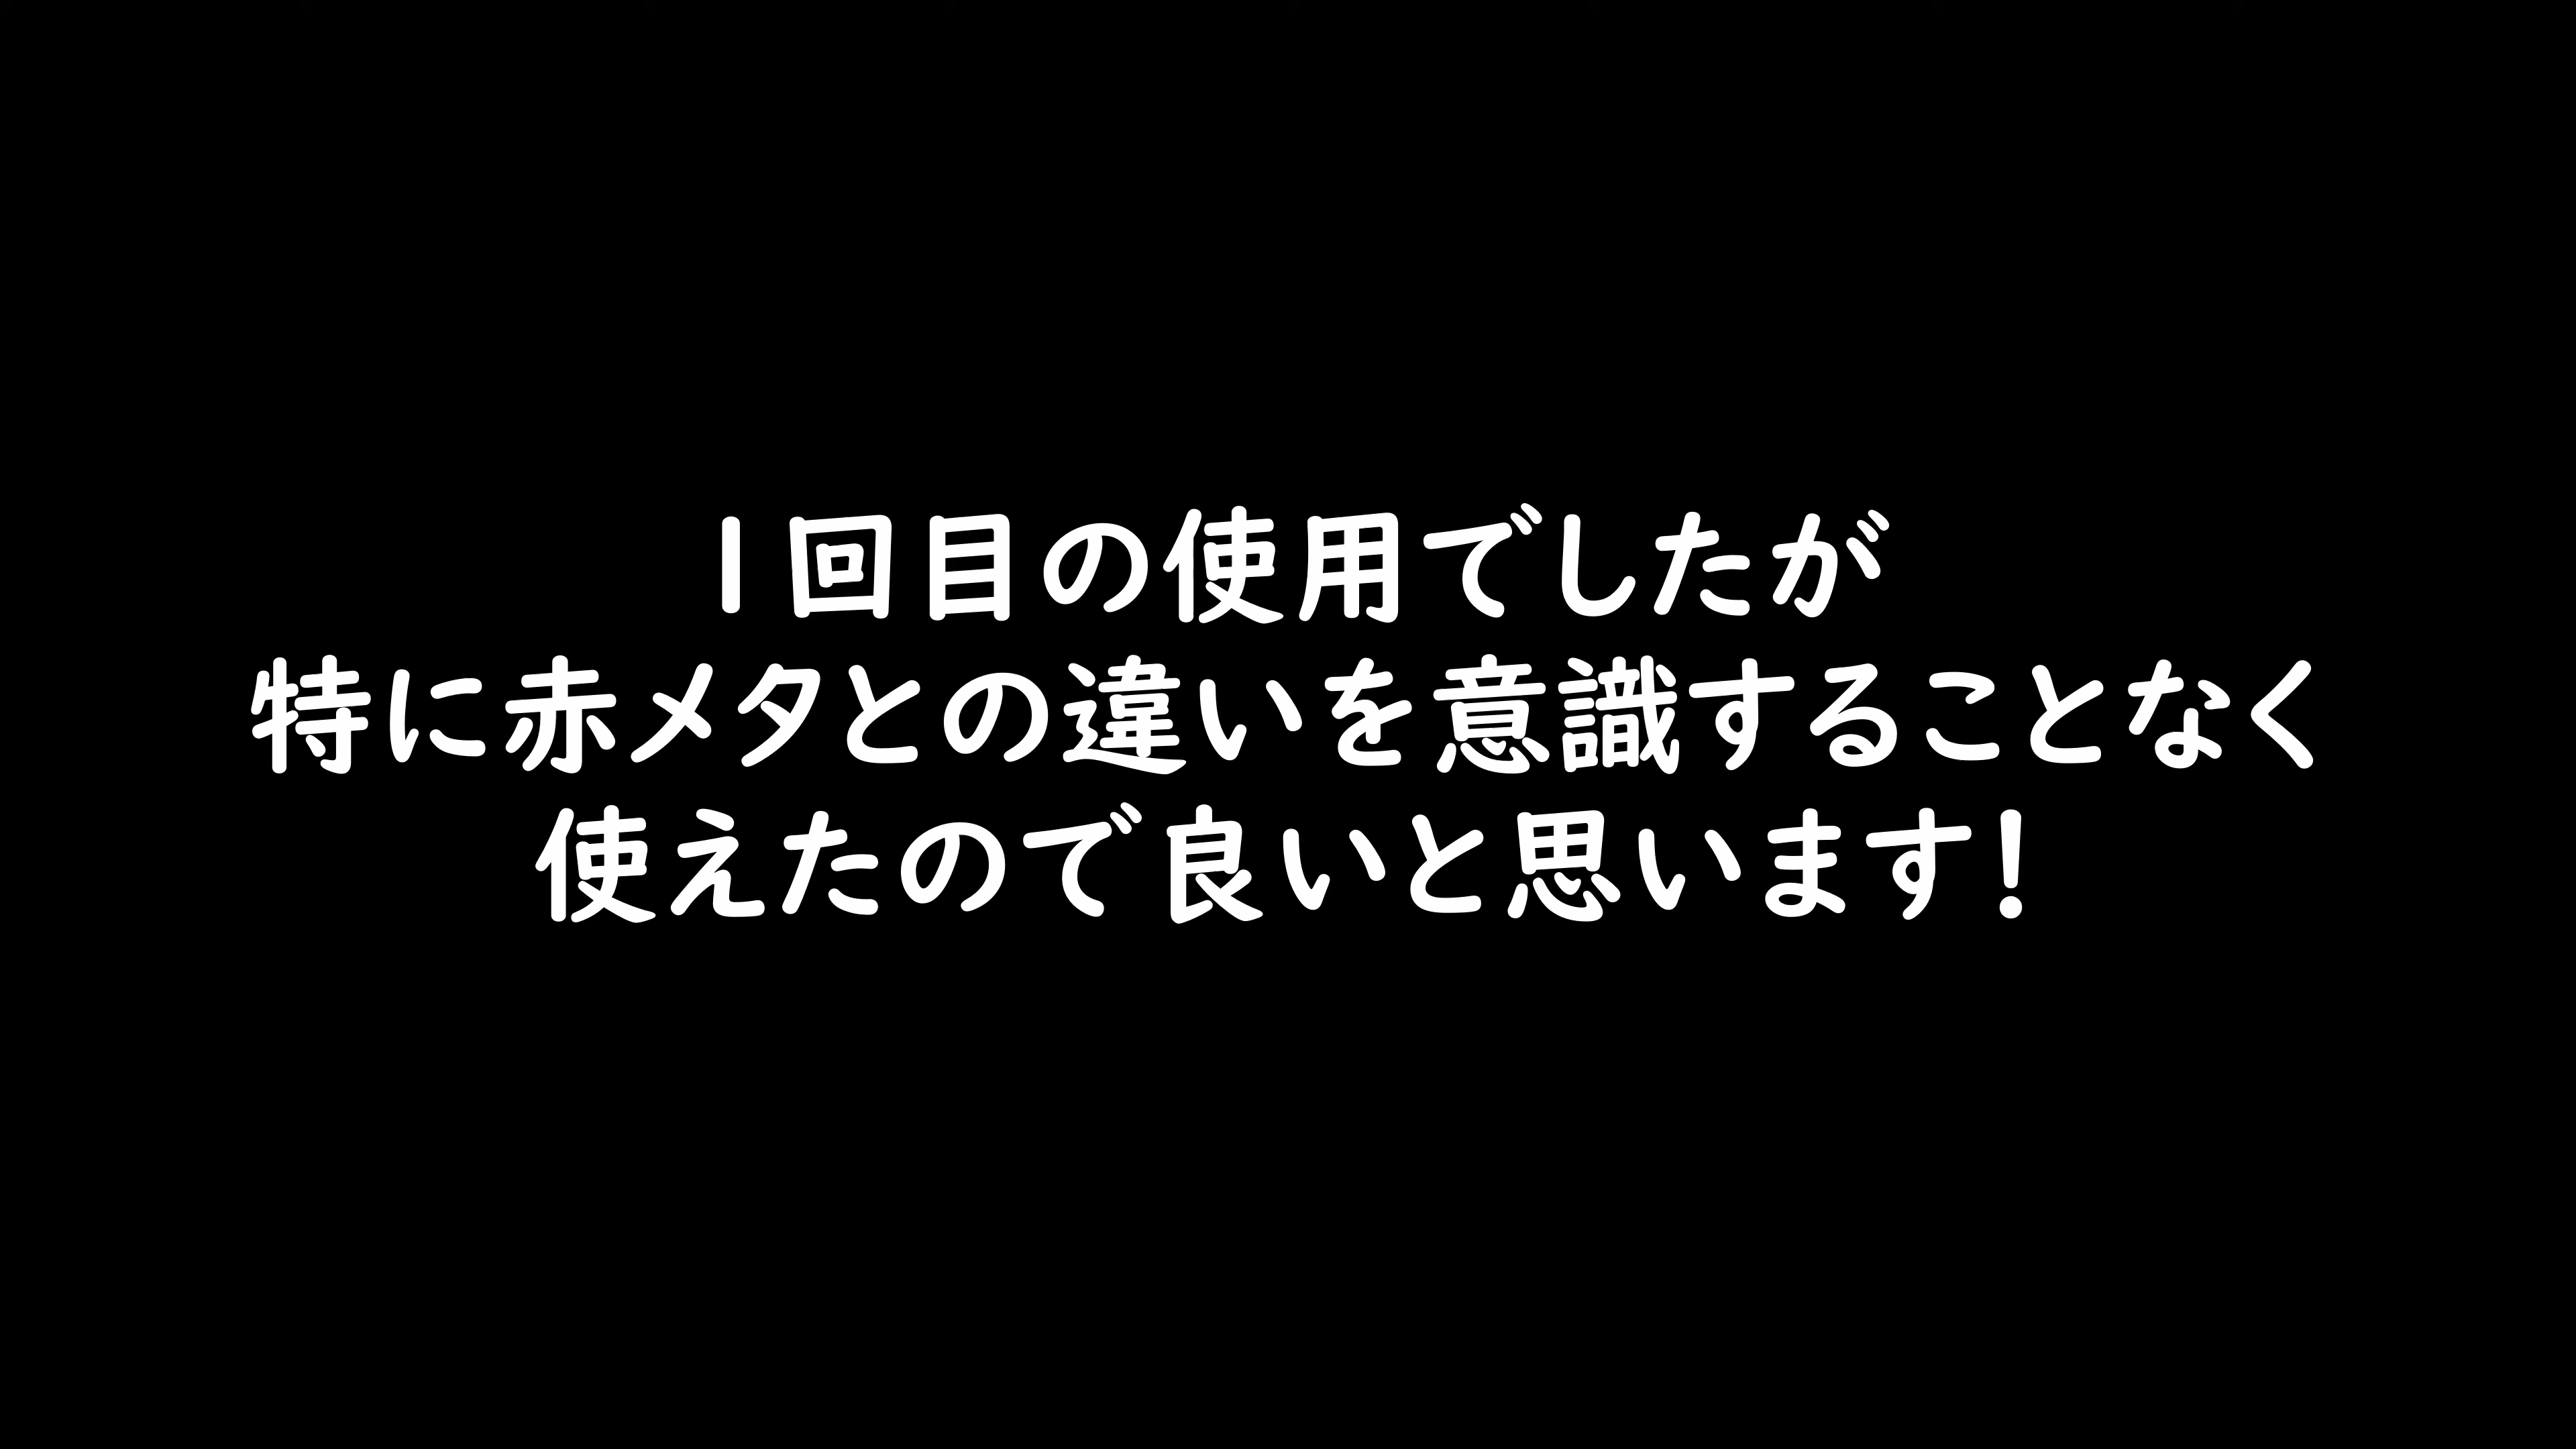 1回目の使用でしたが
特に赤メタとの違いを意識することなく
使えたので良いと思います!